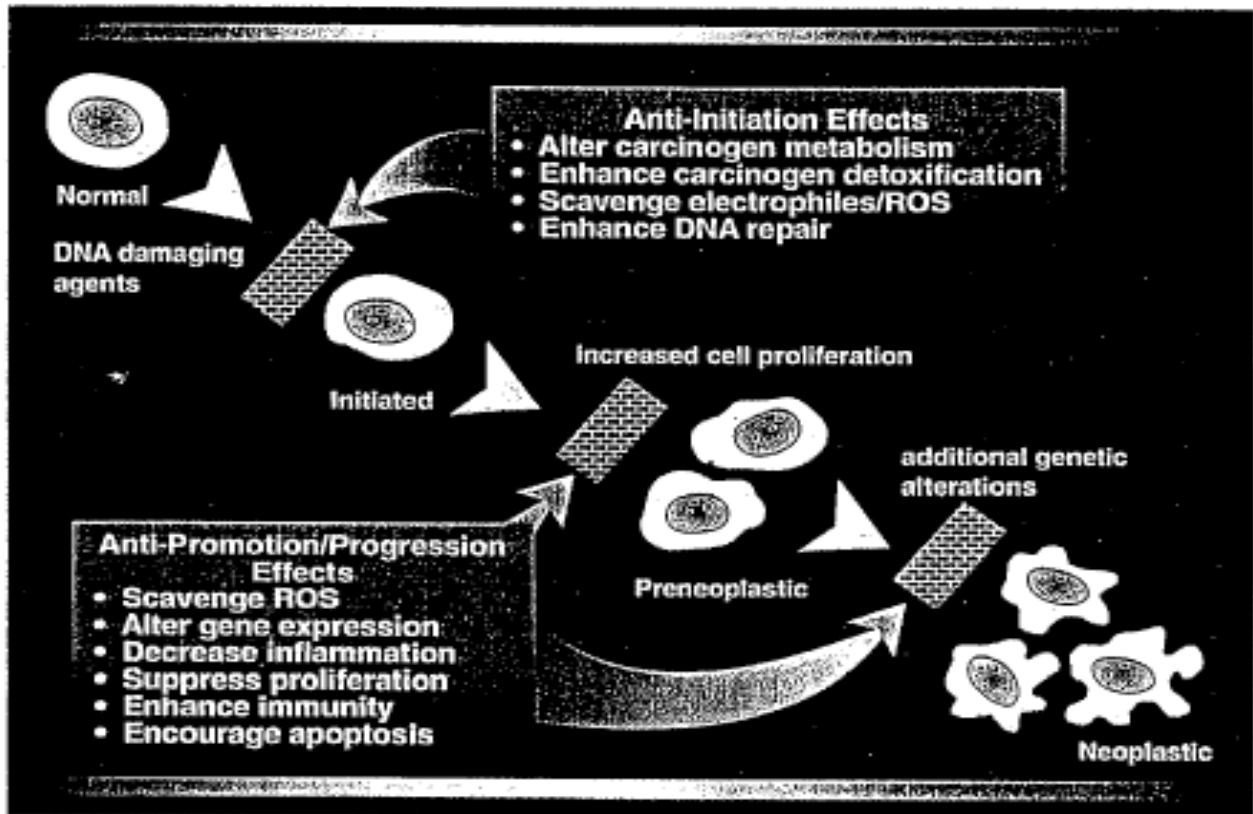 Normal
DNA damaging
agents
Anti-Initiation Effects
• Alter carcinogen metabolism
• Enhance carcinogen detoxification
• Scavenge electrophiles/ROS
• Enhance DNA repair
Initiated
Increased cell proliferation
Preneoplastic
additional genetic
alterations
Anti-Promotion/Progression
Effects
• Scavenge ROS
• Alter gene expression
• Decrease inflammation
• Suppress proliferation
• Enhance immunity
• Encourage apoptosis
Neoplastic